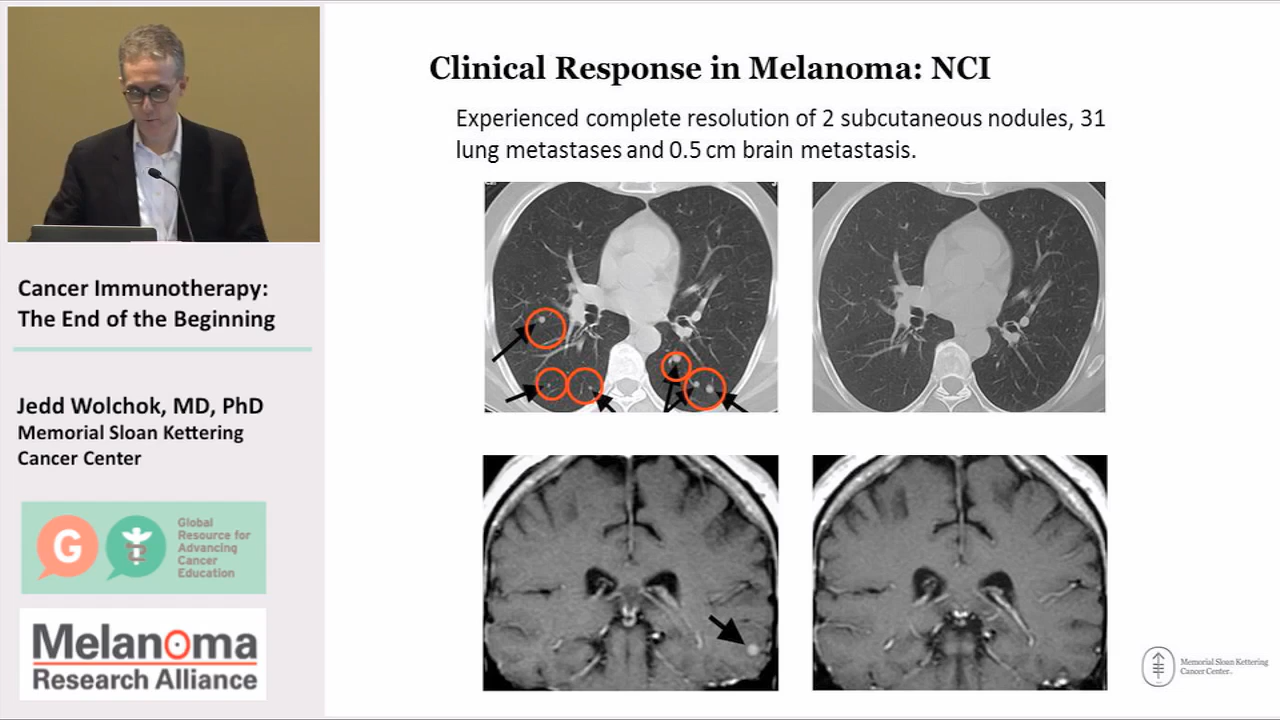 Clinical Response in Melanoma: NCI
Experienced complete resolution of 2 subcutaneous nodules, 31
lung metastases and 0.5 cm brain metastasis.
Cancer Immunotherapy:
The End of the Beginning
Jedd Wolchok, MD, PhD
Memorial Sloan Kettering
Cancer Center
G
Global
Resource for
Advancing
Cancer
Education
Melanoma
Research Alliance
Memorial Sloan Kettering
Cancer Center